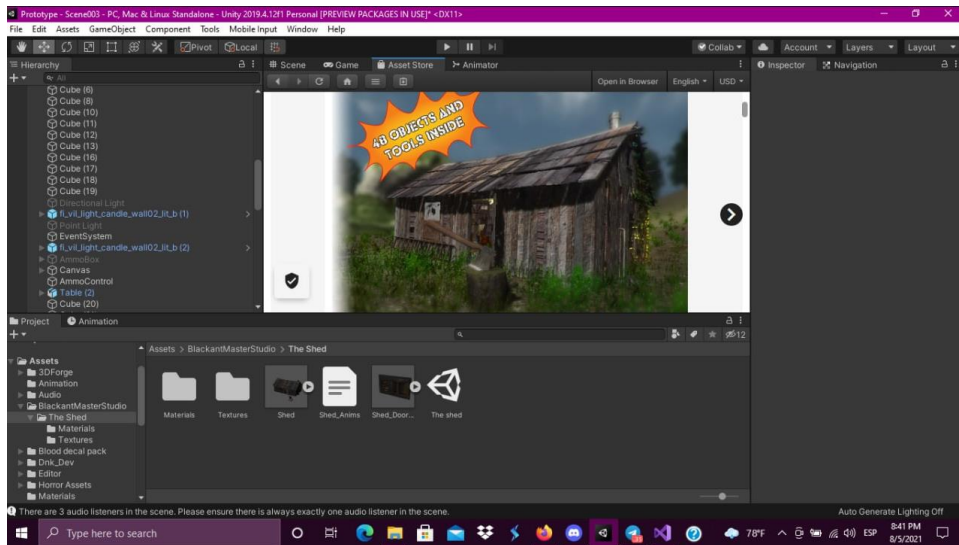 Prototype - Scene003 - PC, Mac & Linux Standalone - Unity 2019.4.12f1 Personal [PREVIEW PACKAGES IN USE]* <DX11>
File Edit Assets GameObject Component Tools Mobile Input Window Help
Pivot Local Collab Account Layers Layout
Hierarchy Scene Game Asset Store Animator Inspector Navigation
All
Open in Browser English USD
Cube (6)
Cube (8)
Cube (10)
Cube (11)
Cube (12)
Cube (13)
Cube (16)
Cube (17)
Cube (18)
Cube (19)
Directional Light
fi_vil_light_candle_wall02_lit_b (1)
Point Light
EventSystem
fi_vil_light_candle_wall02_lit_b (2)
AmmoBox
Canvas
AmmoControl
Table (2)
Cube (20)
48 OBJECTS AND
TOOLS INSIDE
Project Animation
12
Assets > BlackantMasterStudio > The Shed
Assets
3DForge
Animation
Audio
BlackantMasterStudio
The Shed
Materials
Textures
Blood decal pack
Dnk_Dev
Editor
Horror Assets
Materials
Materials Textures Shed Shed_Anims Shed_Door... The shed
There are 3 audio listeners in the scene. Please ensure there is always exactly one audio listener in the scene.
Auto Generate Lighting Off
Type here to search
78°F ESP 8:41 PM
8/5/2021